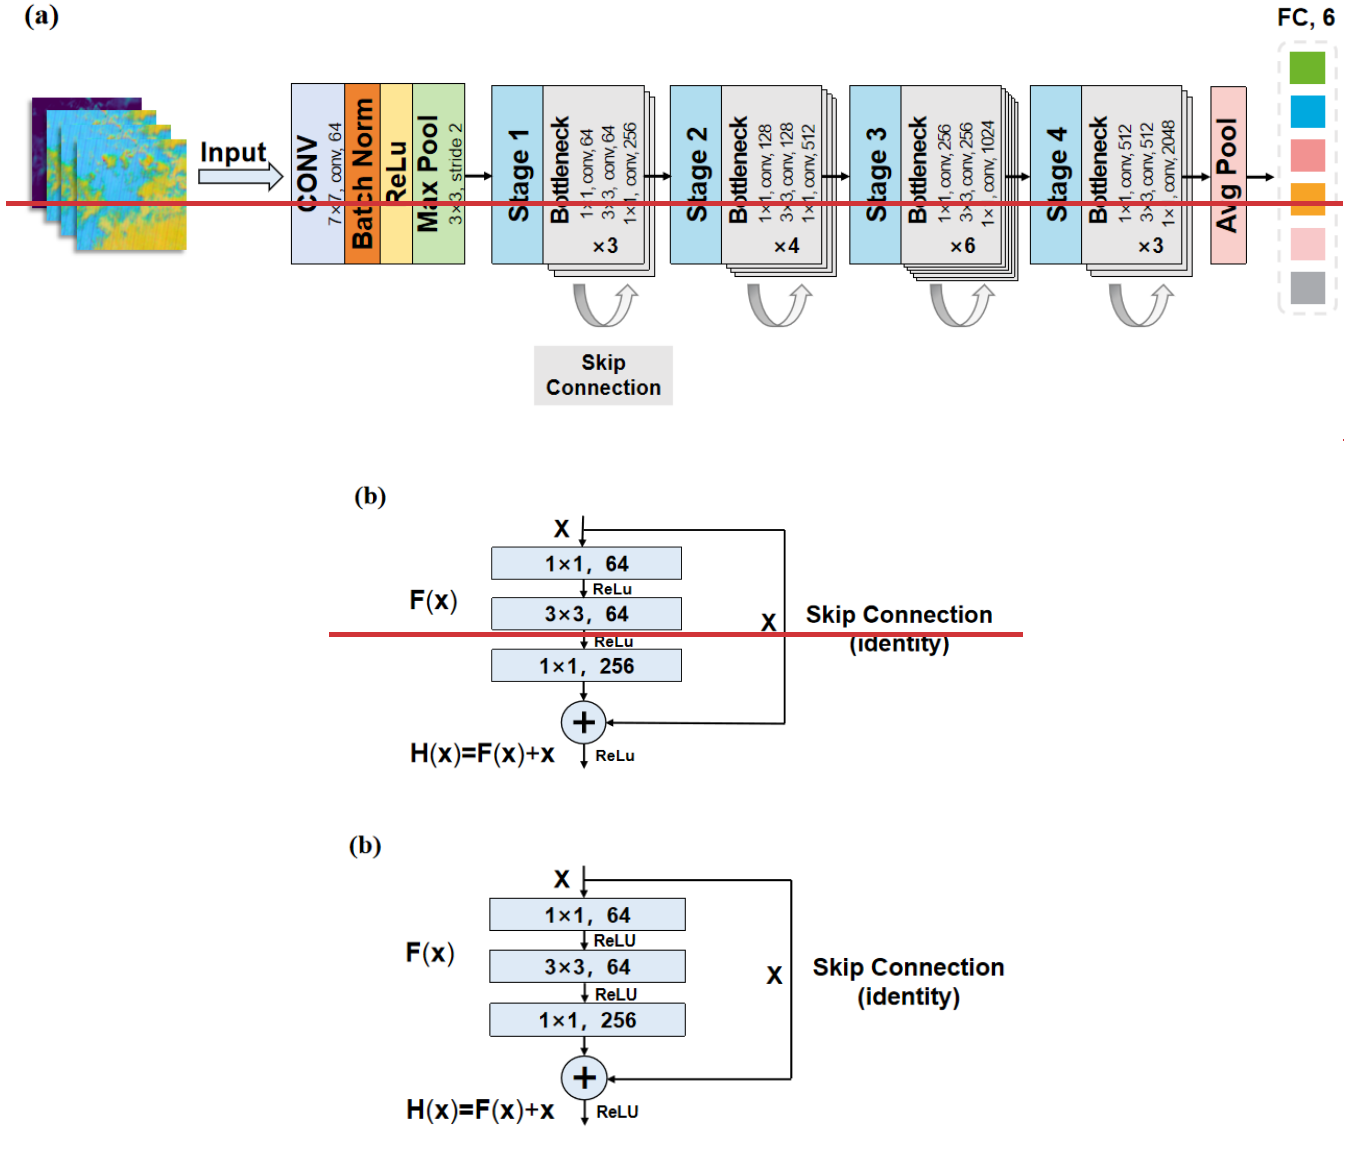 (a)
FC, 6
Input
CONV
7×7, conv, 64
Batch Norm
ReLu
Max Pool
3×3, stride 2
Stage 1
Bottleneck
1×1, conv, 64
3×3, conv, 64
1×1, conv, 256
×3
Stage 2
Bottleneck
1×1, conv, 128
3×3, conv, 128
1×1, conv, 512
×4
Stage 3
Bottleneck
1×1, conv, 256
3×3, conv, 256
1× , conv, 1024
×6
Stage 4
Bottleneck
1×1, conv, 512
3×3, conv, 512
1× , conv, 2048
×3
Avg Pool
Skip
Connection
(b)
X
1×1, 64
ReLu
F(x)
3×3, 64
X
Skip Connection
(identity)
ReLu
1×1, 256
+
H(x)=F(x)+x
ReLu
(b)
X
1×1, 64
ReLU
F(x)
3×3, 64
X
Skip Connection
(identity)
ReLU
1×1, 256
+
H(x)=F(x)+x
ReLU